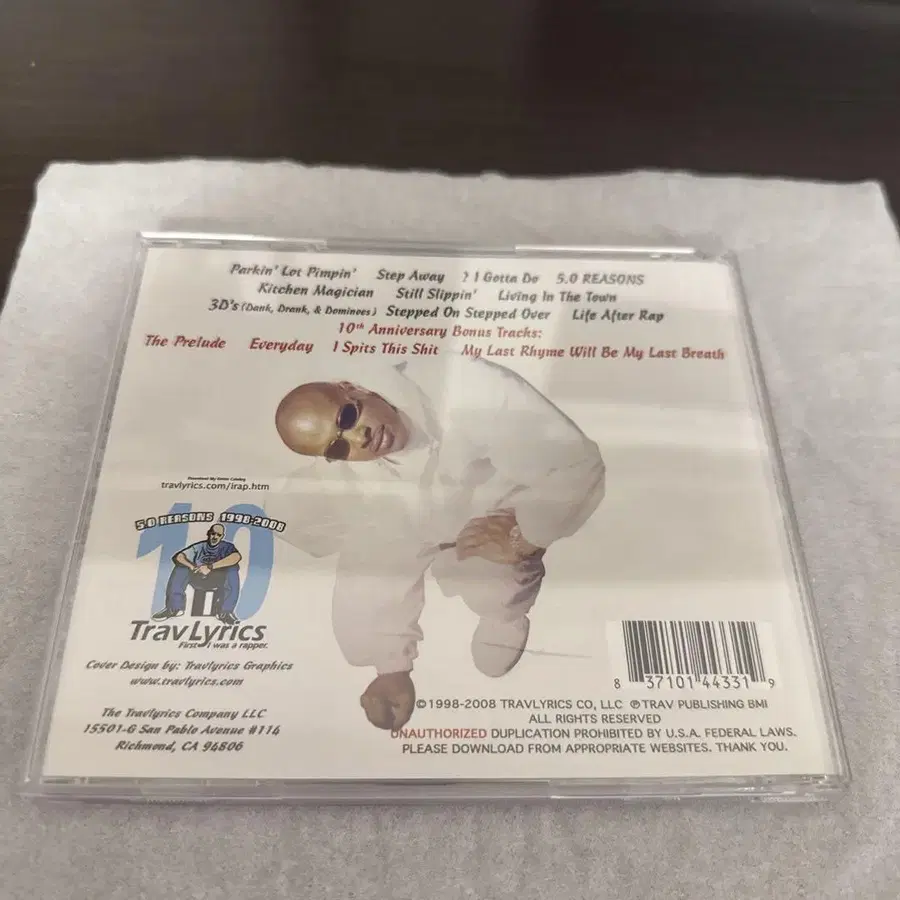 Parkin' Lot Pimpin' Step Away ? I Gotta Do 5.0 REASONS
Kitchen Magician Still Slippin' Living In The Town
3D's (Dank, Drank, & Dominoes) Stepped On Stepped Over Life After Rap
10th Anniversary Bonus Tracks:
The Prelude Everyday I Spits This Shit My Last Rhyme Will Be My Last Breath
travlyrics.com/irap.htm
5.0 REASONS 1998-2008
10
TravLyrics
First I was a rapper.
Cover Design by: Travlyrics Graphics
www.travlyrics.com
The Travlyrics Company LLC
15501-G San Pablo Avenue #114
Richmond, CA 94806
8 37101 44331 9
©1998-2008 TRAVLYRICS CO, LLC ℗TRAV PUBLISHING BMI
ALL RIGHTS RESERVED
UNAUTHORIZED DUPLICATION PROHIBITED BY U.S.A. FEDERAL LAWS.
PLEASE DOWNLOAD FROM APPROPRIATE WEBSITES. THANK YOU.